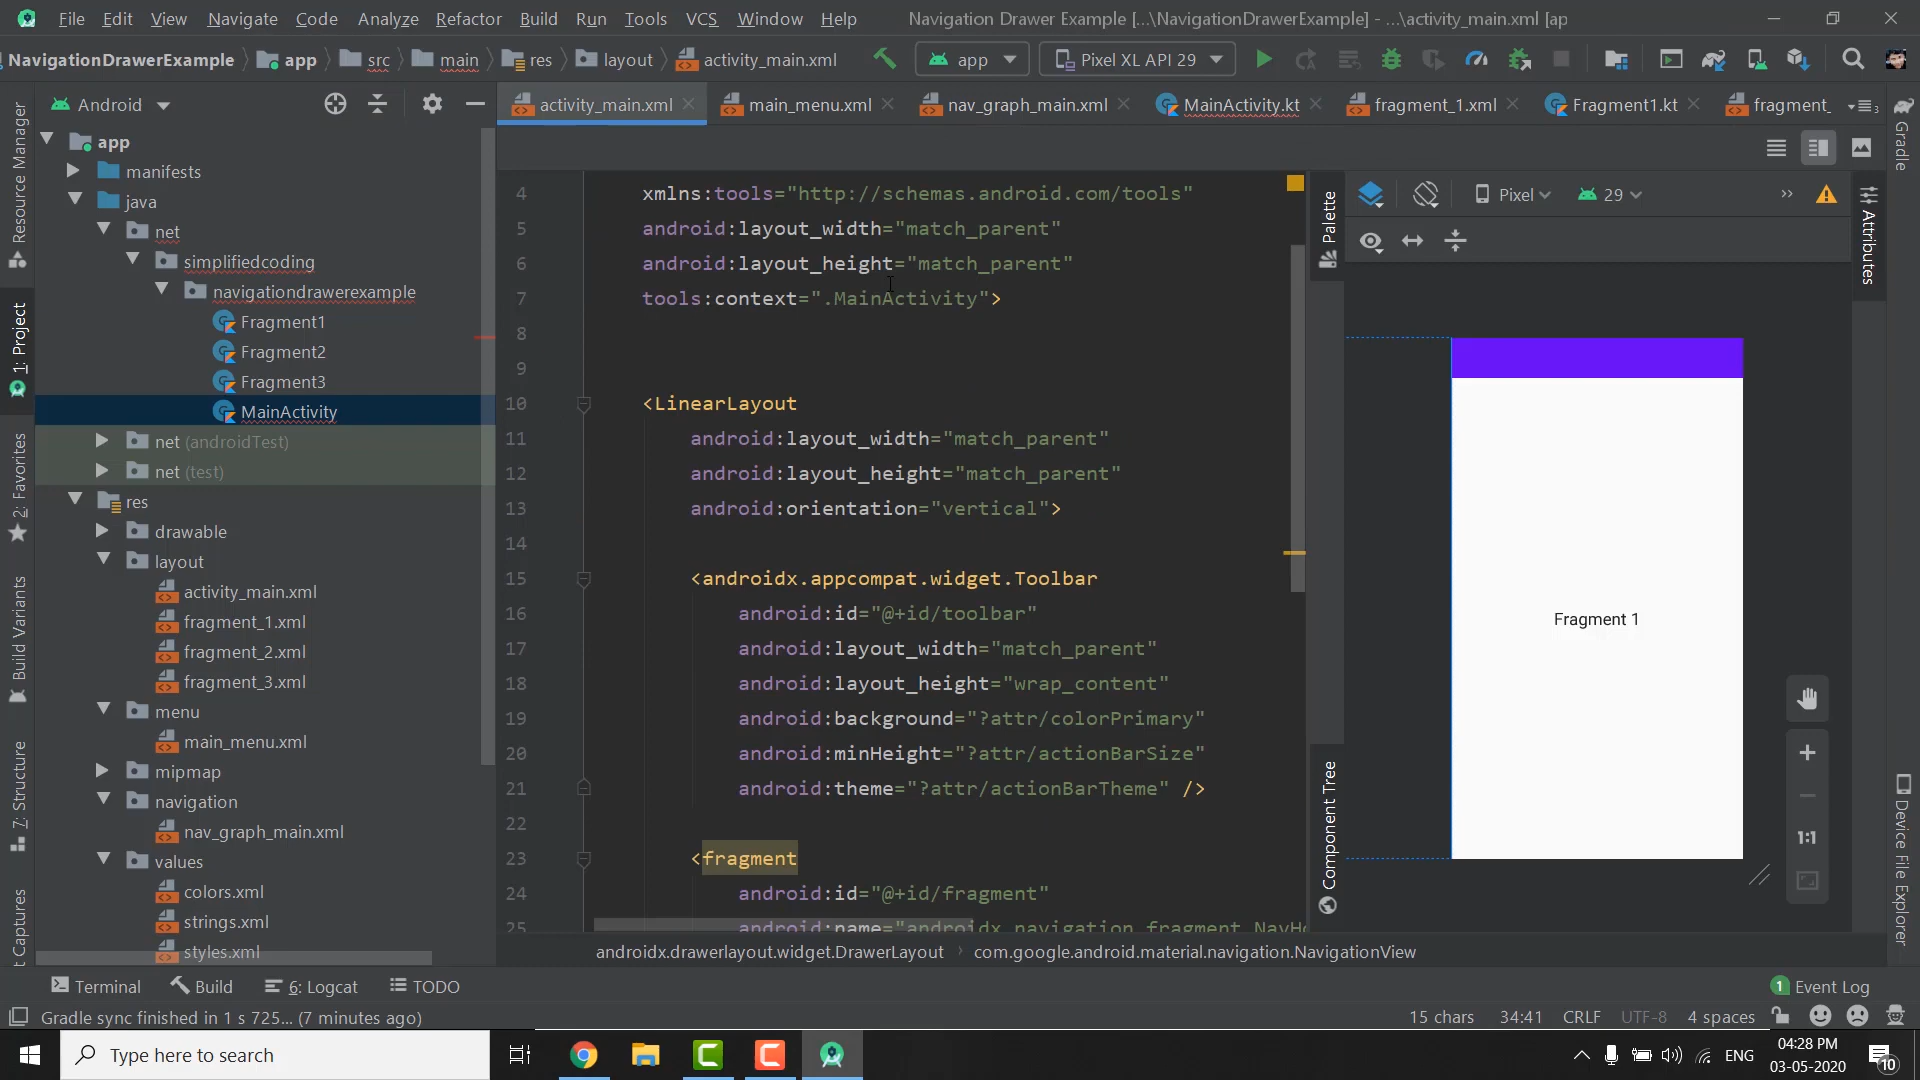 File Edit View Navigate Code Analyze Refactor Build Run Tools VCS Window Help Navigation Drawer Example [...\NavigationDrawerExample] - ...\activity_main.xml [ap
NavigationDrawerExample app src main res layout activity_main.xml app Pixel XL API 29
Android
activity_main.xml main_menu.xml nav_graph_main.xml MainActivity.kt fragment_1.xml Fragment1.kt fragment_
app
manifests
java
net
simplifiedcoding
navigationdrawerexample
Fragment1
Fragment2
Fragment3
MainActivity
net (androidTest)
net (test)
res
drawable
layout
activity_main.xml
fragment_1.xml
fragment_2.xml
fragment_3.xml
menu
main_menu.xml
mipmap
navigation
nav_graph_main.xml
values
colors.xml
strings.xml
styles.xml
Resource Manager
1: Project
2: Favorites
Build Variants
7: Structure
t Captures
4 xmlns:tools="http://schemas.android.com/tools"
5 android:layout_width="match_parent"
6 android:layout_height="match_parent"
7 tools:context=".MainActivity">
8
9
10 <LinearLayout
11 android:layout_width="match_parent"
12 android:layout_height="match_parent"
13 android:orientation="vertical">
14
15 <androidx.appcompat.widget.Toolbar
16 android:id="@+id/toolbar"
17 android:layout_width="match_parent"
18 android:layout_height="wrap_content"
19 android:background="?attr/colorPrimary"
20 android:minHeight="?attr/actionBarSize"
21 android:theme="?attr/actionBarTheme" />
22
23 <fragment
24 android:id="@+id/fragment"
25 android:name="androidx.navigation.fragment.NavHo
androidx.drawerlayout.widget.DrawerLayout com.google.android.material.navigation.NavigationView
Palette
Component Tree
Pixel 29
Fragment 1
1:1
Attributes
Gradle
Device File Explorer
Terminal Build 6: Logcat TODO 1 Event Log
Gradle sync finished in 1 s 725... (7 minutes ago) 15 chars 34:41 CRLF UTF-8 4 spaces
Type here to search
ENG
04:28 PM
03-05-2020
10